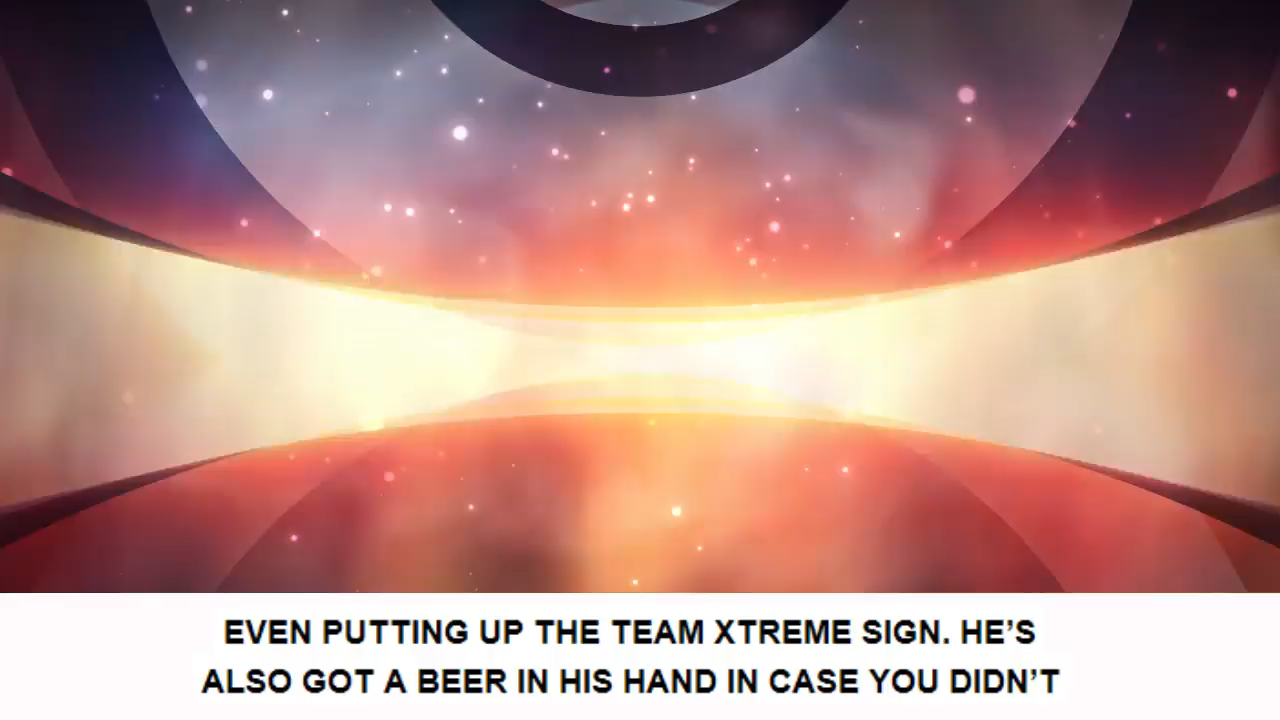 EVEN PUTTING UP THE TEAM XTREME SIGN. HE’S
ALSO GOT A BEER IN HIS HAND IN CASE YOU DIDN’T